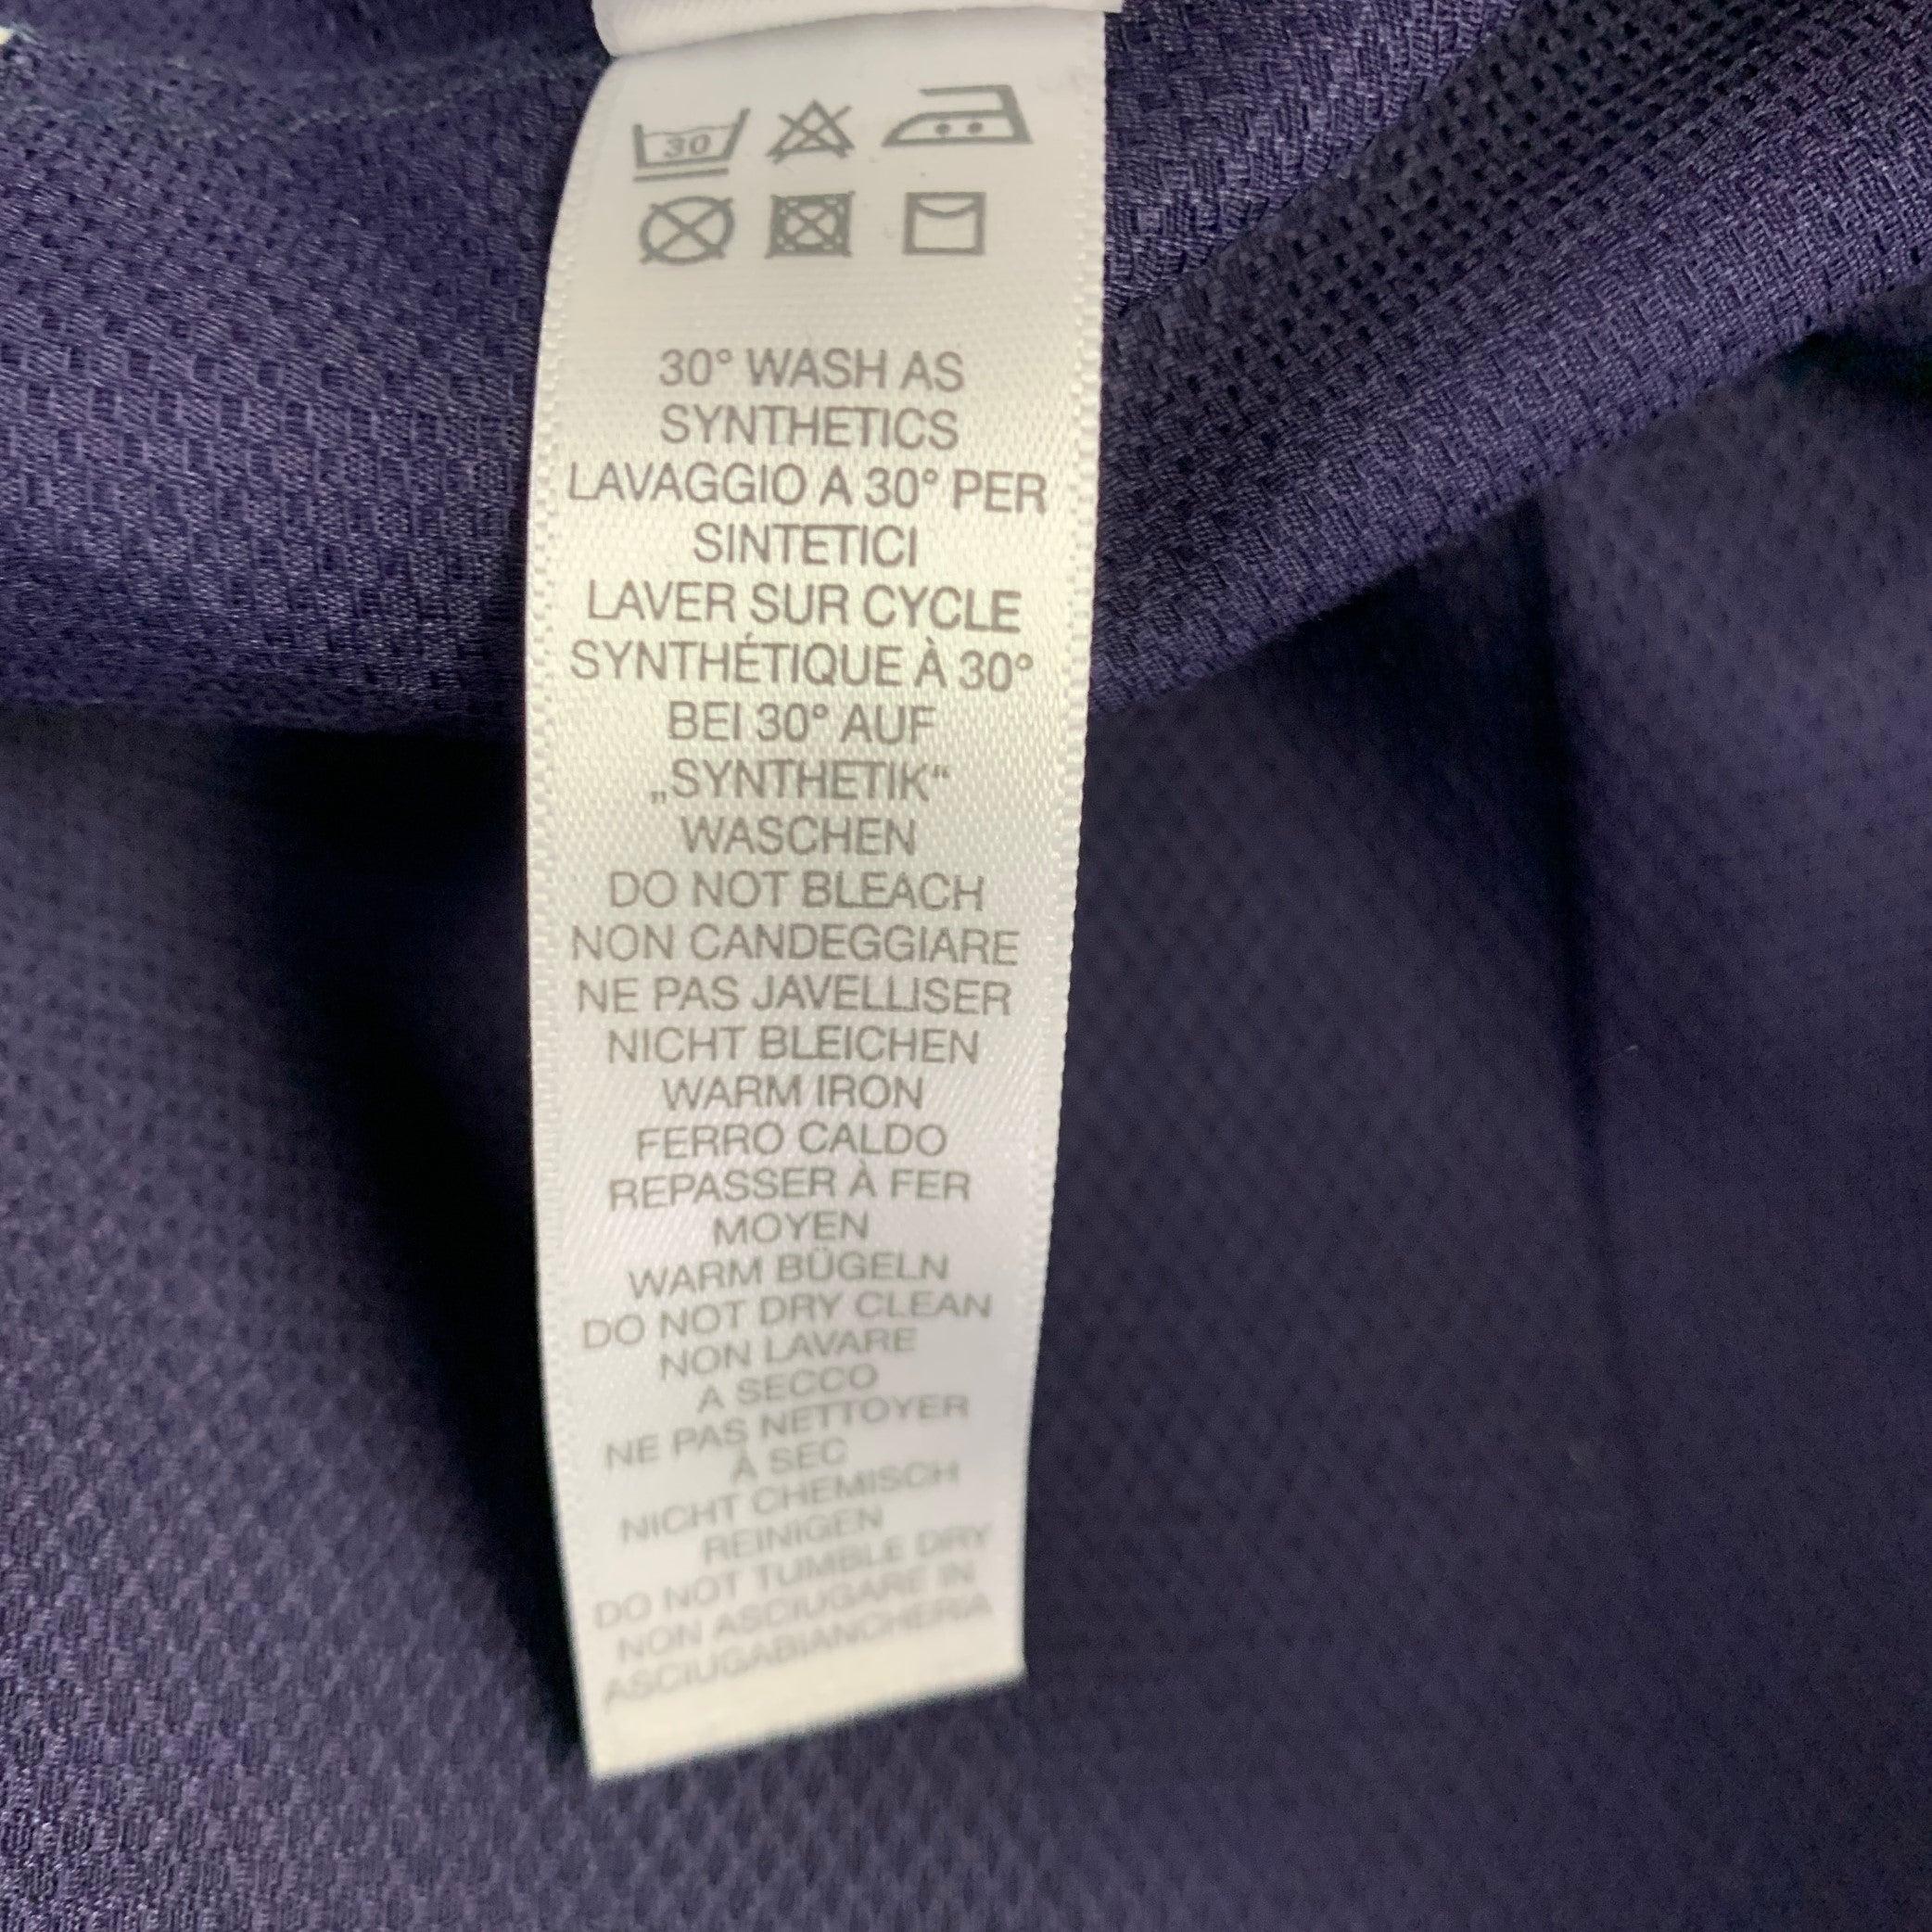 30
30° WASH AS
SYNTHETICS
LAVAGGIO A 30° PER
SINTETICI
LAVER SUR CYCLE
SYNTHÉTIQUE À 30°
BEI 30° AUF
„SYNTHETIK“
WASCHEN
DO NOT BLEACH
NON CANDEGGIARE
NE PAS JAVELLISER
NICHT BLEICHEN
WARM IRON
FERRO CALDO
REPASSER À FER
MOYEN
WARM BÜGELN
DO NOT DRY CLEAN
NON LAVARE
A SECCO
NE PAS NETTOYER
À SEC
NICHT CHEMISCH
REINIGEN
DO NOT TUMBLE DRY
NON ASCIUGARE IN
ASCIUGABIANCHERIA